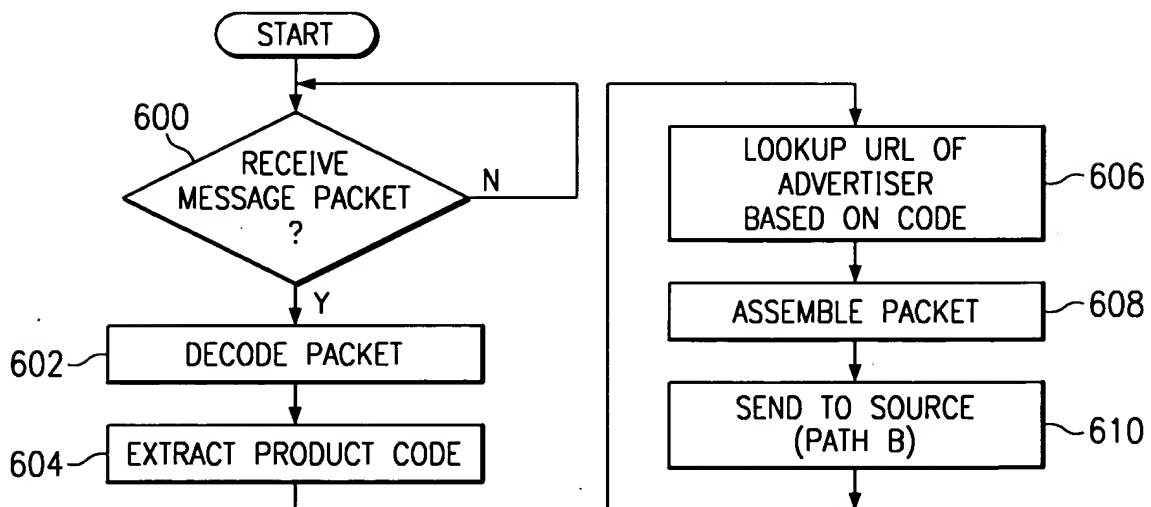 START
600
RECEIVE
MESSAGE PACKET
?
N
Y
602
DECODE PACKET
604
EXTRACT PRODUCT CODE
LOOKUP URL OF
ADVERTISER
BASED ON CODE
606
ASSEMBLE PACKET
608
SEND TO SOURCE
(PATH B)
610